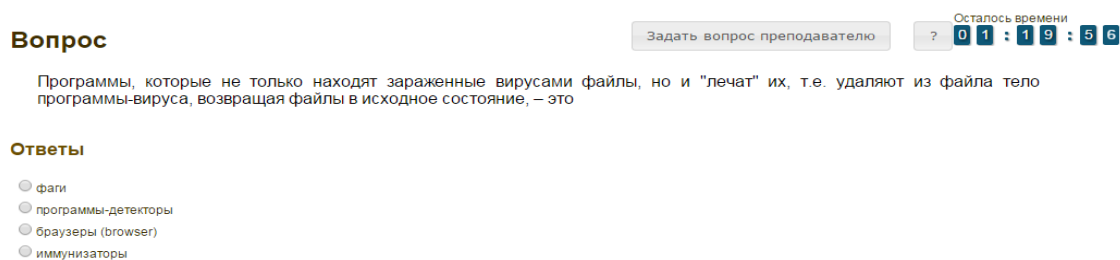 Осталось времени
Вопрос
Задать вопрос преподавателю
?
01:19:56
Программы, которые не только находят зараженные вирусами файлы, но и "лечат" их, т.е. удаляют из файла тело
программы-вируса, возвращая файлы в исходное состояние, – это
Ответы
фаги
программы-детекторы
браузеры (browser)
иммунизаторы